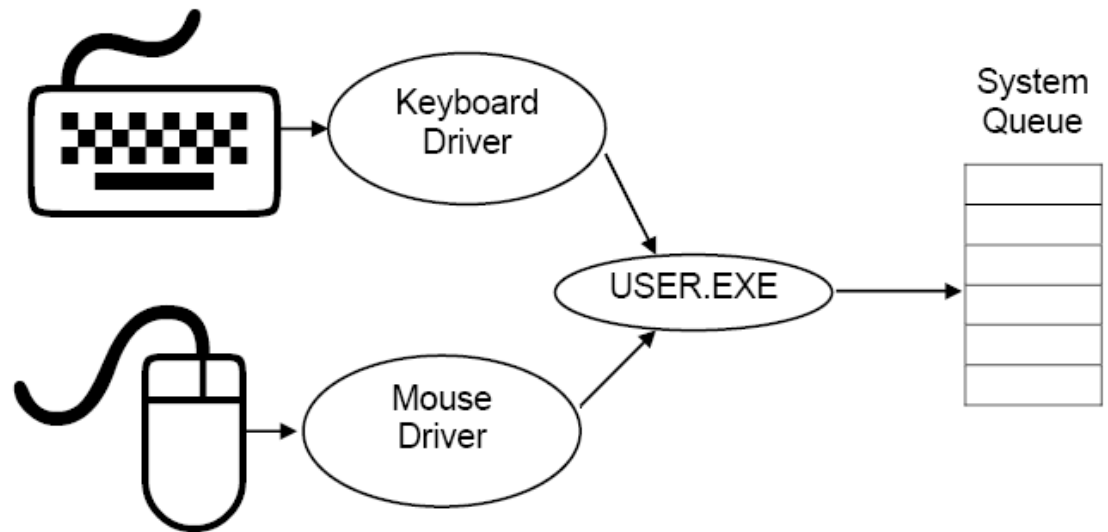 Keyboard
Driver
System
Queue
USER.EXE
Mouse
Driver